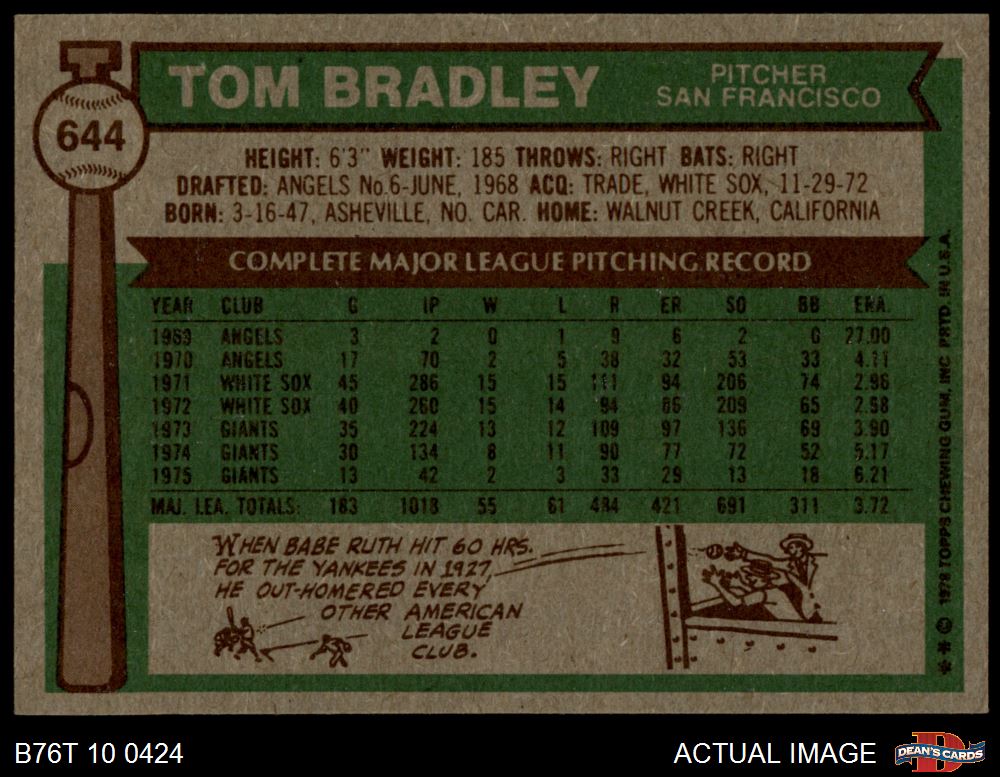 TOM BRADLEY
PITCHER
SAN FRANCISCO
644
HEIGHT: 6'3" WEIGHT: 185 THROWS: RIGHT BATS: RIGHT
DRAFTED: ANGELS No.6-JUNE, 1968 ACQ: TRADE, WHITE SOX, 11-29-72
BORN: 3-16-47, ASHEVILLE, NO. CAR. HOME: WALNUT CREEK, CALIFORNIA
COMPLETE MAJOR LEAGUE PITCHING RECORD
YEAR CLUB G IP W L R ER SO BB ERA
1969 ANGELS 3 2 0 1 9 6 2 6 27.00
1970 ANGELS 17 70 2 5 38 32 53 33 4.11
1971 WHITE SOX 45 286 15 15 111 94 206 74 2.96
1972 WHITE SOX 40 260 15 14 94 86 209 65 2.98
1973 GIANTS 35 224 13 12 109 97 136 69 3.90
1974 GIANTS 30 134 8 11 90 77 72 52 5.17
1975 GIANTS 13 42 2 3 33 29 13 18 6.21
MAJ. LEA. TOTALS: 183 1018 55 61 484 421 691 311 3.72
WHEN BABE RUTH HIT 60 HRS.
FOR THE YANKEES IN 1927,
HE OUT-HOMERED EVERY
OTHER AMERICAN
LEAGUE
CLUB.
✱✱ © 1976 TOPPS CHEWING GUM, INC. PRTD. IN U.S.A.
B76T 10 0424
ACTUAL IMAGE
D
DEAN'S CARDS